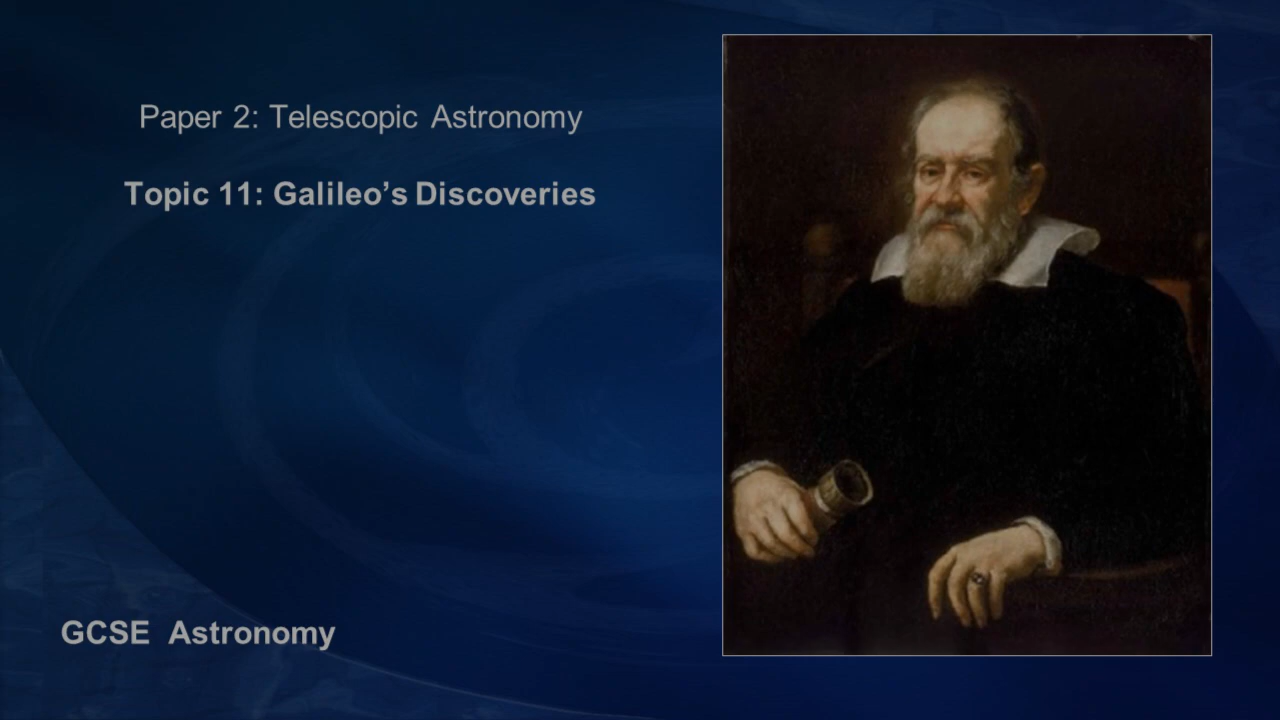 Paper 2: Telescopic Astronomy
Topic 11: Galileo’s Discoveries
GCSE Astronomy